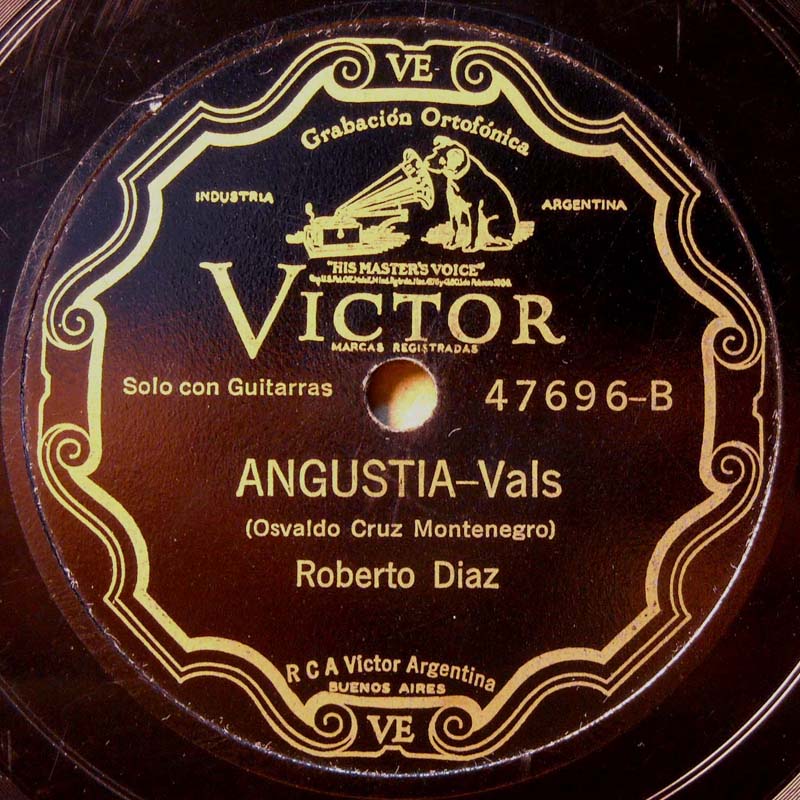 VE
Grabación Ortofónica
INDUSTRIA
ARGENTINA
"HIS MASTER'S VOICE"
VICTOR
MARCAS REGISTRADAS
Solo con Guitarras
47696-B
ANGUSTIA-Vals
(Osvaldo Cruz Montenegro)
Roberto Diaz
R C A Victor Argentina
BUENOS AIRES
VE